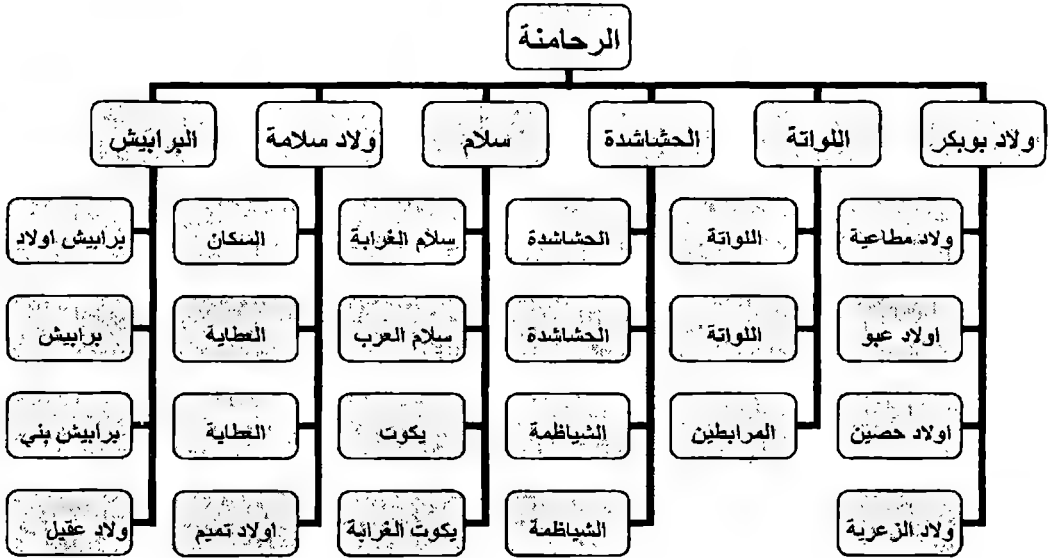 الرحامنة
ولاد بوبكر
اللواتة
الحشاشدة
سلام
ولاد سلامة
البرابيش
ولاد مطاعية
اللواتة
الحشاشدة
سلام الغرابة
السكان
برابيش اولاد
اولاد عبو
اللواتة
الحشاشدة
سلام العرب
العطاية
برابيش
اولاد حصين
المرابطين
الشياظمة
يكوت
العطاية
برابيش بني
ولاد الزعرية
الشياظمة
يكوت الغرابة
اولاد تميم
ولاد عقيل